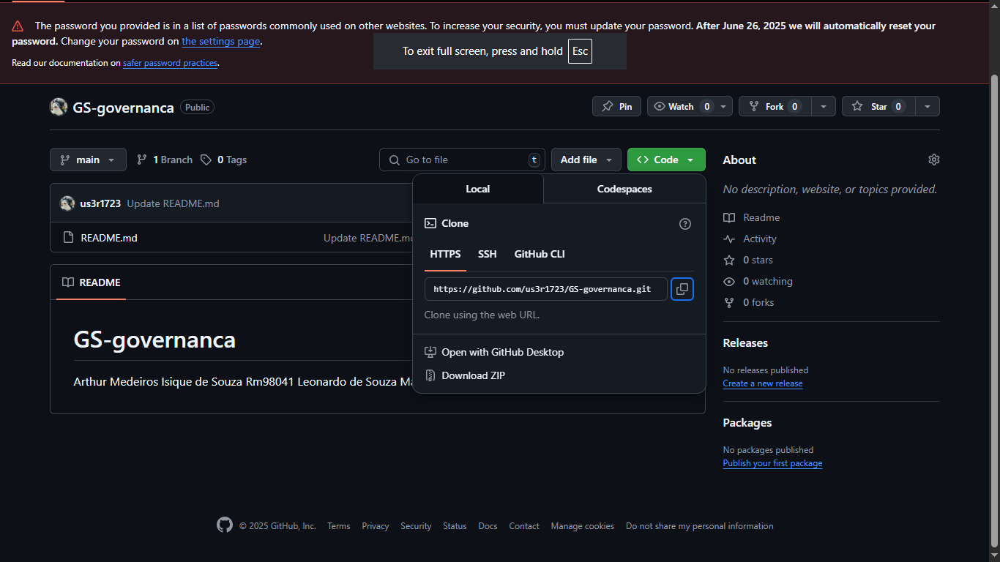 The password you provided is in a list of passwords commonly used on other websites. To increase your security, you must update your password. After June 26, 2025 we will automatically reset your
password. Change your password on the settings page.
To exit full screen, press and hold Esc
Read our documentation on safer password practices.
GS-governanca Public
Pin
Watch 0
Fork 0
Star 0
main
1 Branch
0 Tags
Go to file t
Add file
Code
About
Local
Codespaces
No description, website, or topics provided.
us3r1723 Update README.md
Clone
Readme
README.md Update README.md
Activity
HTTPS SSH GitHub CLI
0 stars
README
https://github.com/us3r1723/GS-governanca.git
0 watching
0 forks
Clone using the web URL.
GS-governanca
Releases
Open with GitHub Desktop
No releases published
Download ZIP
Create a new release
Arthur Medeiros Isique de Souza Rm98041 Leonardo de Souza
Packages
No packages published
Publish your first package
© 2025 GitHub, Inc. Terms Privacy Security Status Docs Contact Manage cookies Do not share my personal information